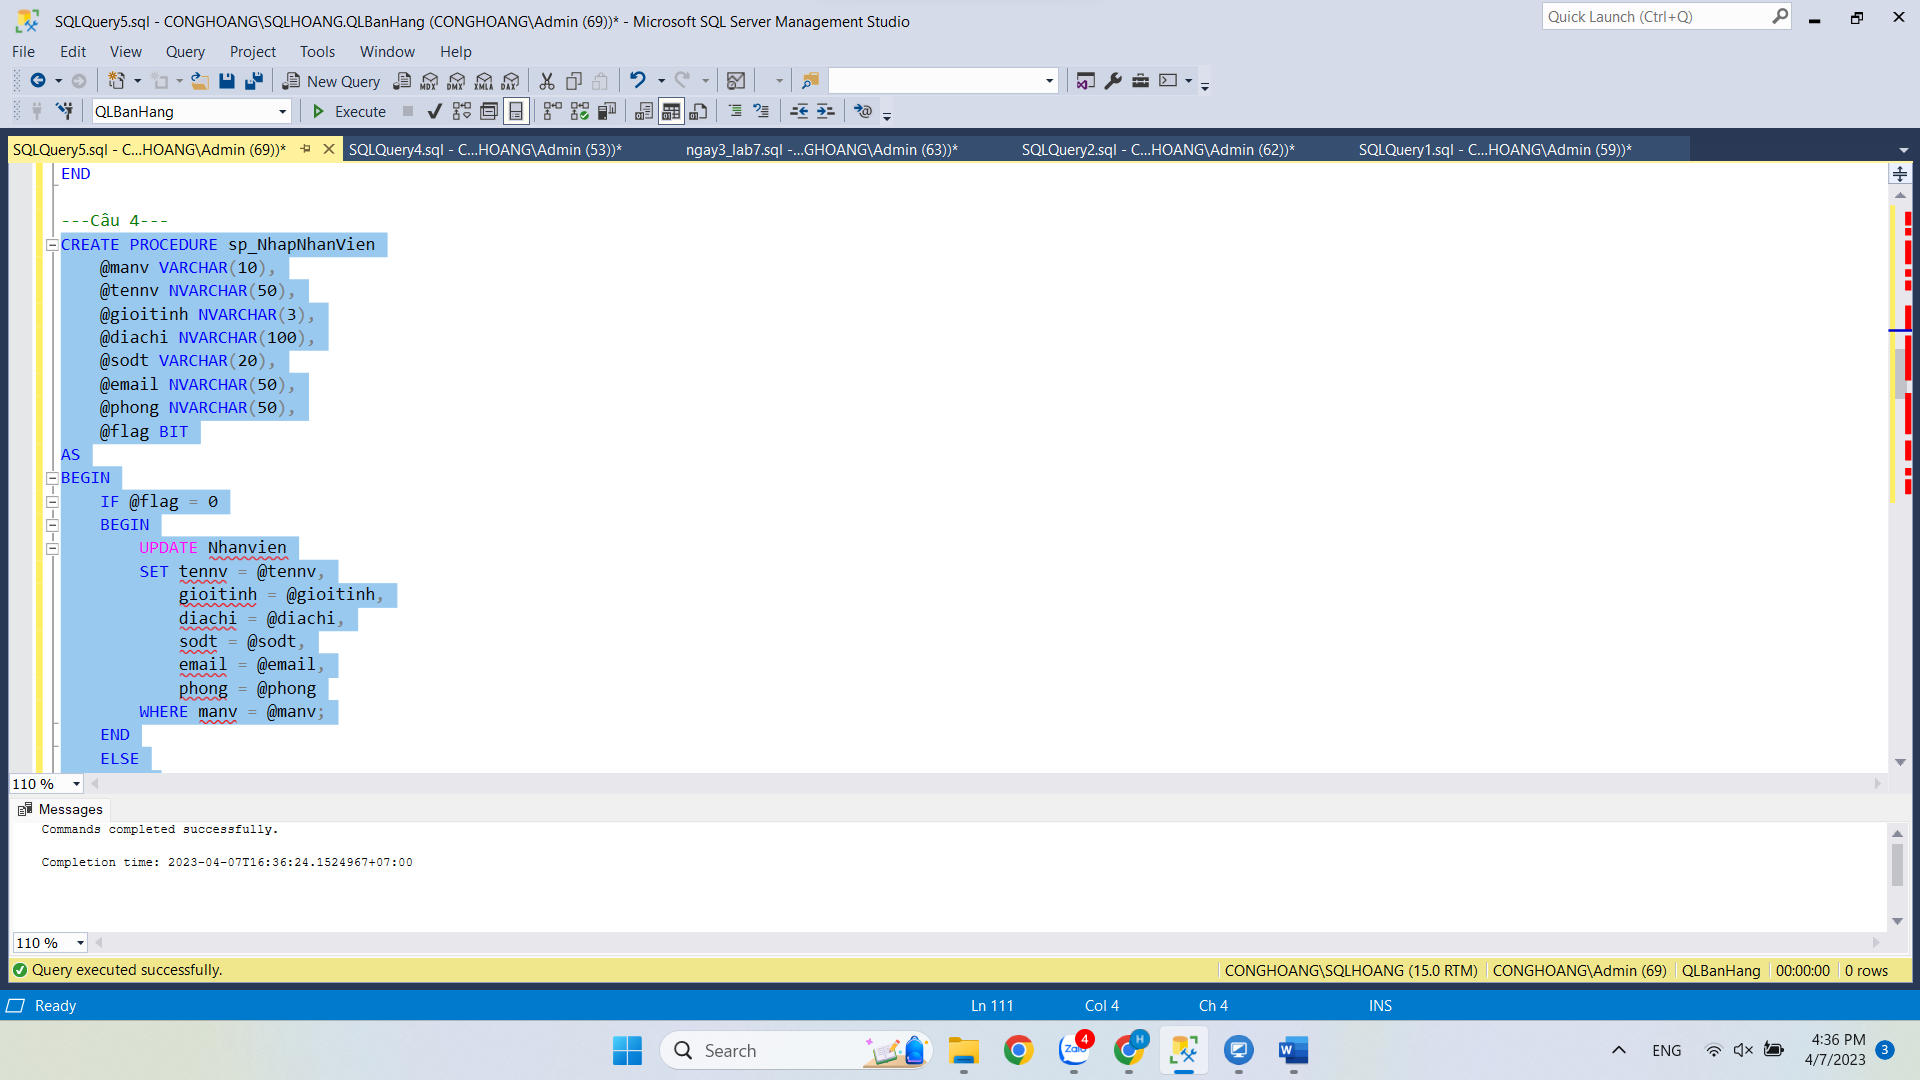 SQLQuery5.sql - CONGHOANG\SQLHOANG.QLBanHang (CONGHOANG\Admin (69))* - Microsoft SQL Server Management Studio
Quick Launch (Ctrl+Q)
File Edit View Query Project Tools Window Help
New Query MDX DMX XMLA DAX
QLBanHang Execute
SQLQuery5.sql - C...HOANG\Admin (69))* SQLQuery4.sql - C...HOANG\Admin (53))* ngay3_lab7.sql -...GHOANG\Admin (63))* SQLQuery2.sql - C...HOANG\Admin (62))* SQLQuery1.sql - C...HOANG\Admin (59))*
END
---Câu 4---
CREATE PROCEDURE sp_NhapNhanVien
@manv VARCHAR(10),
@tennv NVARCHAR(50),
@gioitinh NVARCHAR(3),
@diachi NVARCHAR(100),
@sodt VARCHAR(20),
@email NVARCHAR(50),
@phong NVARCHAR(50),
@flag BIT
AS
BEGIN
IF @flag = 0
BEGIN
UPDATE Nhanvien
SET tennv = @tennv,
gioitinh = @gioitinh,
diachi = @diachi,
sodt = @sodt,
email = @email,
phong = @phong
WHERE manv = @manv;
END
ELSE
110 %
Messages
Commands completed successfully.
Completion time: 2023-04-07T16:36:24.1524967+07:00
110 %
Query executed successfully. CONGHOANG\SQLHOANG (15.0 RTM) CONGHOANG\Admin (69) QLBanHang 00:00:00 0 rows
Ready Ln 111 Col 4 Ch 4 INS
Search Zalo 4 H W ENG 4:36 PM 3
4/7/2023